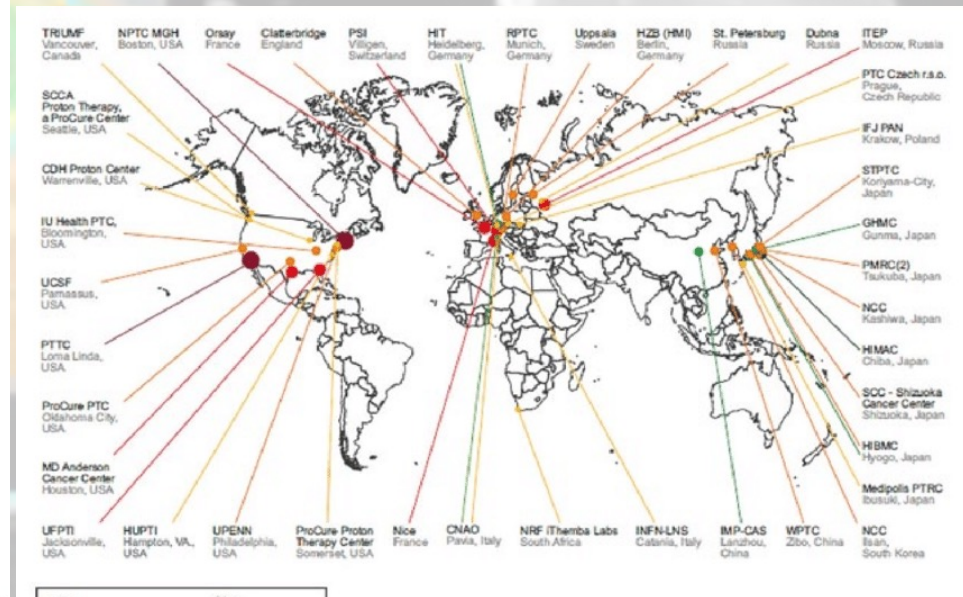 TRIUMF
Vancouver,
Canada
NPTC MGH
Boston, USA
Orsay
France
Clatterbridge
England
PSI
Villigen,
Switzerland
HIT
Heidelberg,
Germany
RPTC
Munich,
Germany
Uppsala
Sweden
HZB (HMI)
Berlin,
Germany
St. Petersburg
Russia
Dubna
Russia
ITEP
Moscow, Russia
SCCA
Proton Therapy,
a ProCure Center
Seattle, USA
CDH Proton Center
Warrenville, USA
IU Health PTC,
Bloomington,
USA
UCSF
Parnassus,
USA
PTTC
Loma Linda,
USA
ProCure PTC
Oklahoma City,
USA
MD Anderson
Cancer Center
Houston, USA
PTC Czech r.s.o.
Prague,
Czech Republic
IFJ PAN
Krakow, Poland
STPTC
Koriyama-City,
Japan
GHMC
Gunma, Japan
PMRC(2)
Tsukuba, Japan
NCC
Kashiwa, Japan
HIMAC
Chiba, Japan
SCC - Shizuoka
Cancer Center
Shizuoka, Japan
HIBMC
Hyogo, Japan
Medipolis PTRC
Ibusuki, Japan
UFPTI
Jacksonville,
USA
HUPTI
Hampton, VA.,
USA
UPENN
Philadelphia,
USA
ProCure Proton
Therapy Center
Somerset, USA
Nice
France
CNAO
Pavia, Italy
NRF iThemba Labs
South Africa
INFN-LNS
Catania, Italy
IMP-CAS
Lanzhou,
China
WPTC
Zibo, China
NCC
Ilsan,
South Korea